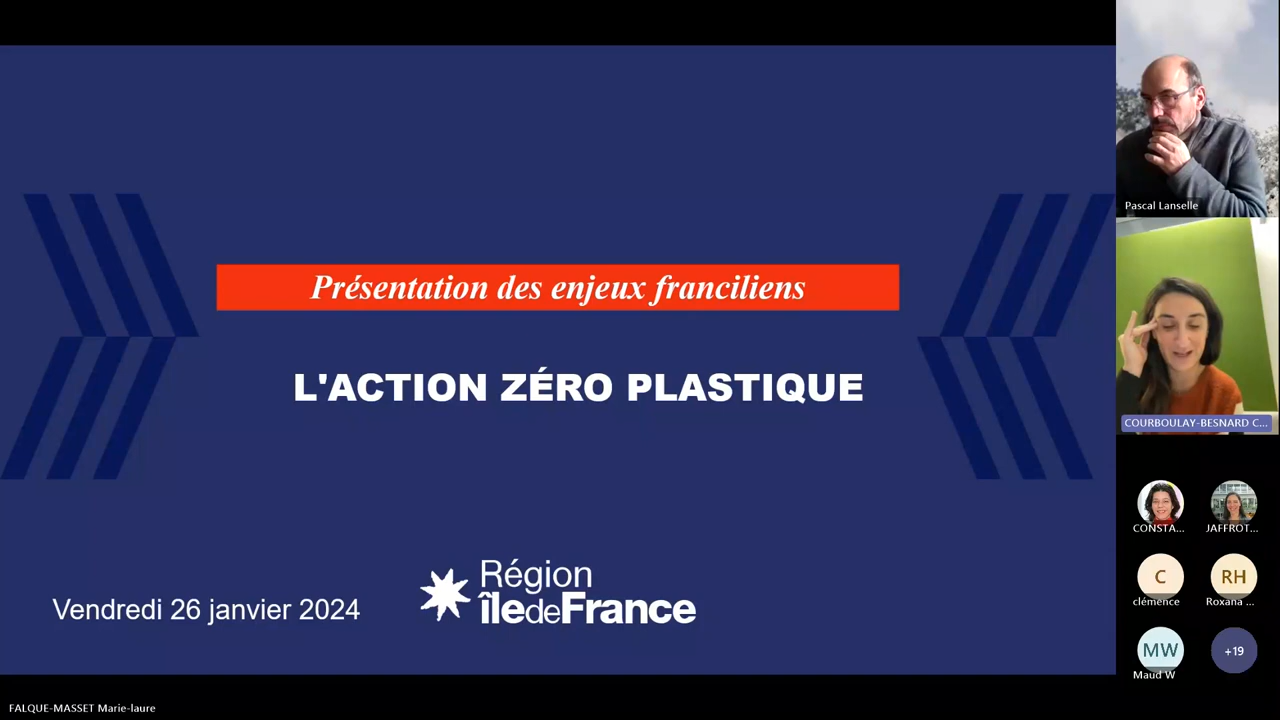 Présentation des enjeux franciliens
L'ACTION ZÉRO PLASTIQUE
Vendredi 26 janvier 2024
Région
îledeFrance
Pascal Lanselle
COURBOULAY-BESNARD C...
CONSTA...
JAFFROT...
C
clémence
RH
Roxana ...
MW
Maud W
+19
FALQUE-MASSET Marie-laure